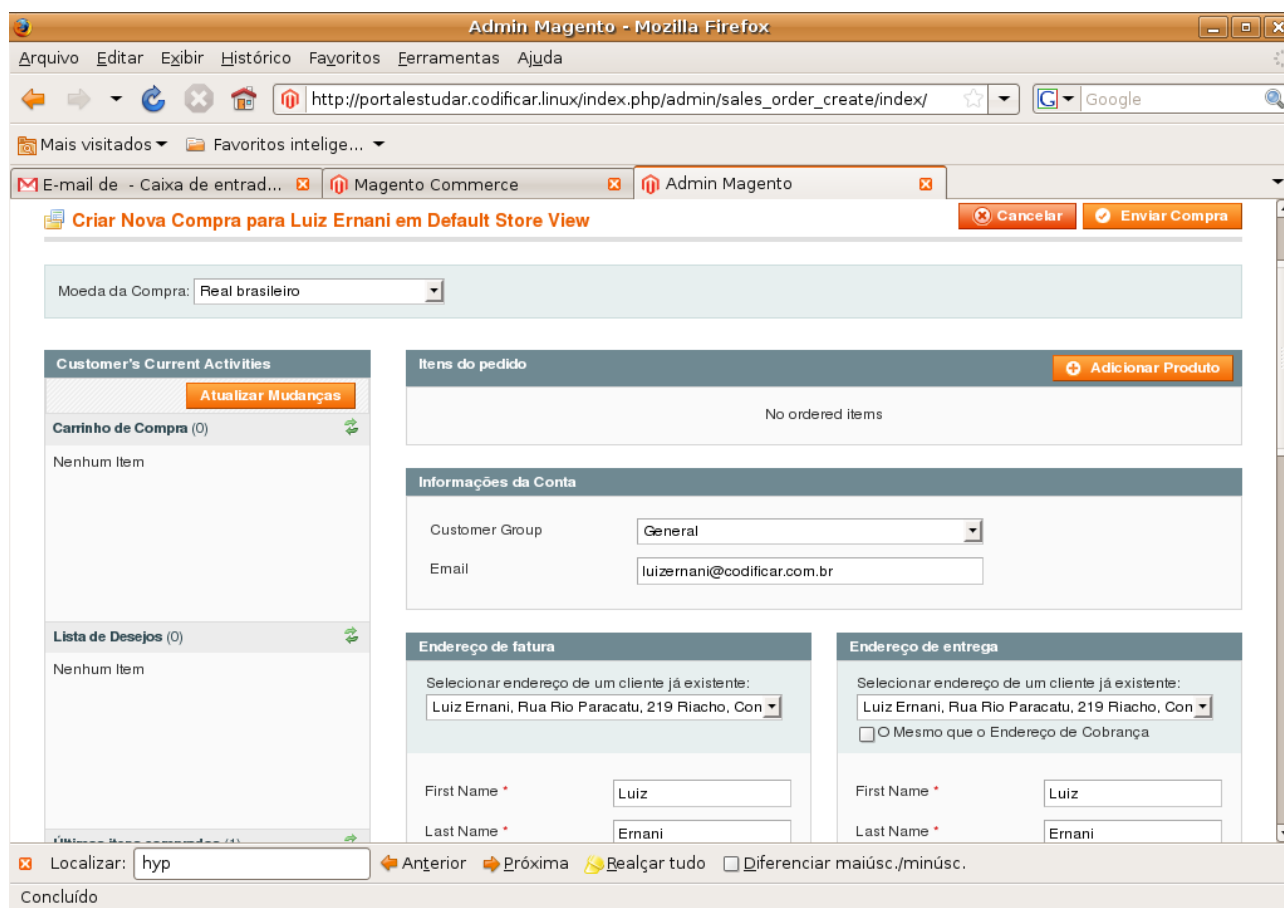 Admin Magento - Mozilla Firefox
Arquivo Editar Exibir Histórico Favoritos Ferramentas Ajuda
http://portalestudar.codificar.linux/index.php/admin/sales_order_create/index/ G Google
Mais visitados Favoritos intelige...
E-mail de - Caixa de entrad... Magento Commerce Admin Magento
Criar Nova Compra para Luiz Ernani em Default Store View Cancelar Enviar Compra
Moeda da Compra: Real brasileiro
Customer's Current Activities
Atualizar Mudanças
Carrinho de Compra (0)
Nenhum Item
Lista de Desejos (0)
Nenhum Item
Últimos itens comprados (1)
Itens do pedido Adicionar Produto
No ordered items
Informações da Conta
Customer Group General
Email luizernani@codificar.com.br
Endereço de fatura
Selecionar endereço de um cliente já existente:
Luiz Ernani, Rua Rio Paracatu, 219 Riacho, Con
First Name * Luiz
Last Name * Ernani
Endereço de entrega
Selecionar endereço de um cliente já existente:
Luiz Ernani, Rua Rio Paracatu, 219 Riacho, Con
O Mesmo que o Endereço de Cobrança
First Name * Luiz
Last Name * Ernani
Localizar: hyp Anterior Próxima Realçar tudo Diferenciar maiúsc./minúsc.
Concluído